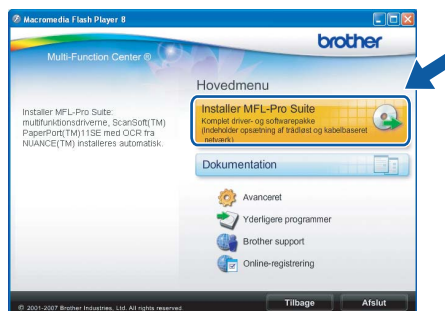 Macromedia Flash Player 8
brother
Multi-Function Center ®
Hovedmenu
Installer MFL-Pro Suite:
multifunktionsdriverne, ScanSoft(TM)
PaperPort(TM)11SE med OCR fra
NUANCE(TM) installeres automatisk.
Installer MFL-Pro Suite
Komplet driver- og softwarepakke
(Indeholder opsætning af trådløst og kabelbaseret
netværk)
Dokumentation
Avanceret
Yderligere programmer
Brother support
Online-registrering
© 2001-2007 Brother Industries, Ltd. All rights reserved.
Tilbage
Afslut